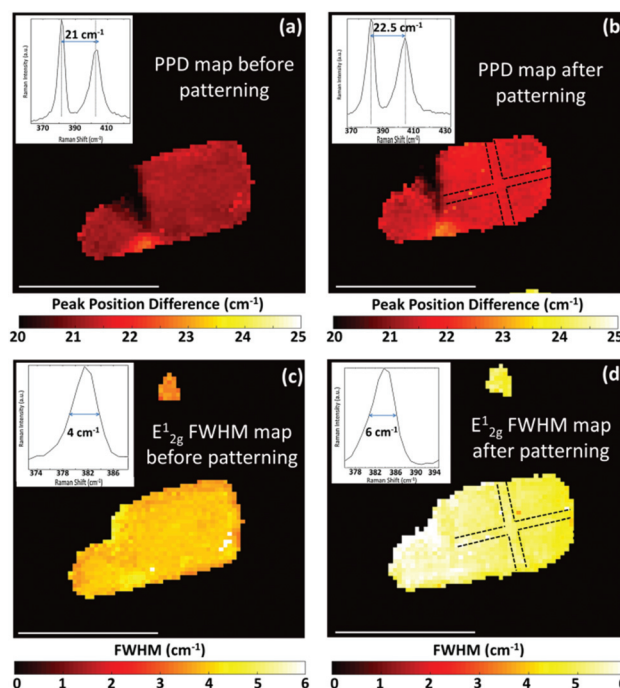 (a)
21 cm⁻¹
Raman Intensity (a.u.)
370 390 410
Raman Shift (cm⁻¹)
PPD map before
patterning
Peak Position Difference (cm⁻¹)
20 21 22 23 24 25
(b)
22.5 cm⁻¹
Raman Intensity (a.u.)
370 390 410 430
Raman Shift (cm⁻¹)
PPD map after
patterning
Peak Position Difference (cm⁻¹)
20 21 22 23 24 25
(c)
4 cm⁻¹
Raman Intensity (a.u.)
374 378 382 386
Raman Shift (cm⁻¹)
E¹₂g FWHM map
before patterning
FWHM (cm⁻¹)
0 1 2 3 4 5 6
(d)
6 cm⁻¹
Raman Intensity (a.u.)
378 382 386 390 394
Raman Shift (cm⁻¹)
E¹₂g FWHM map
after patterning
FWHM (cm⁻¹)
0 1 2 3 4 5 6